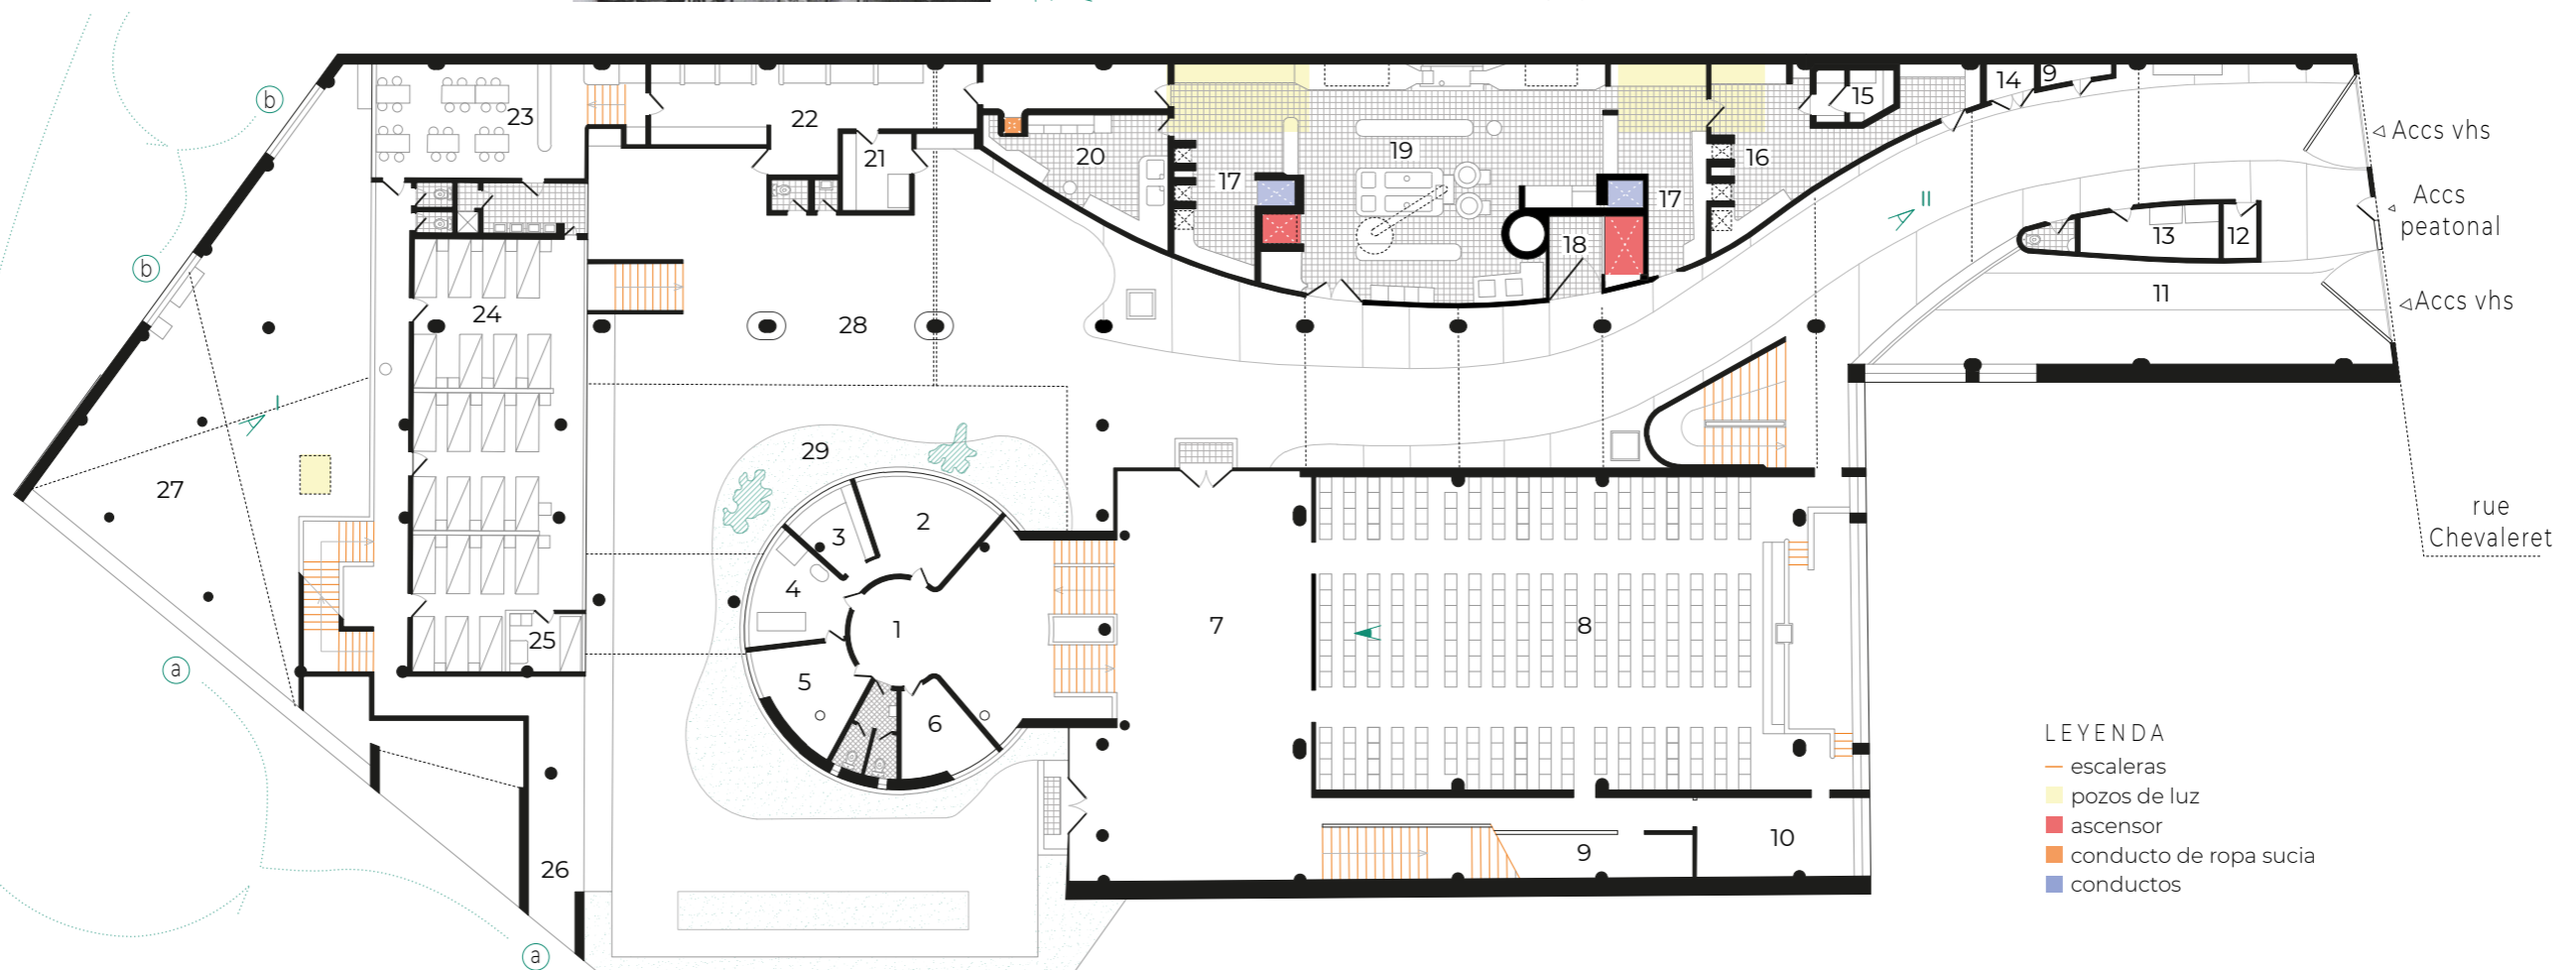 b
23
22
21
20
17
19
17
16
15
14
9
Accs vhs
Accs
peatonal
A II
13
12
b
18
11
Accs vhs
24
28
A I
29
27
rue
Chevaleret
3
2
4
1
7
8
25
a
5
6
LEYENDA
escaleras
pozos de luz
ascensor
conducto de ropa sucia
conductos
26
9
10
a